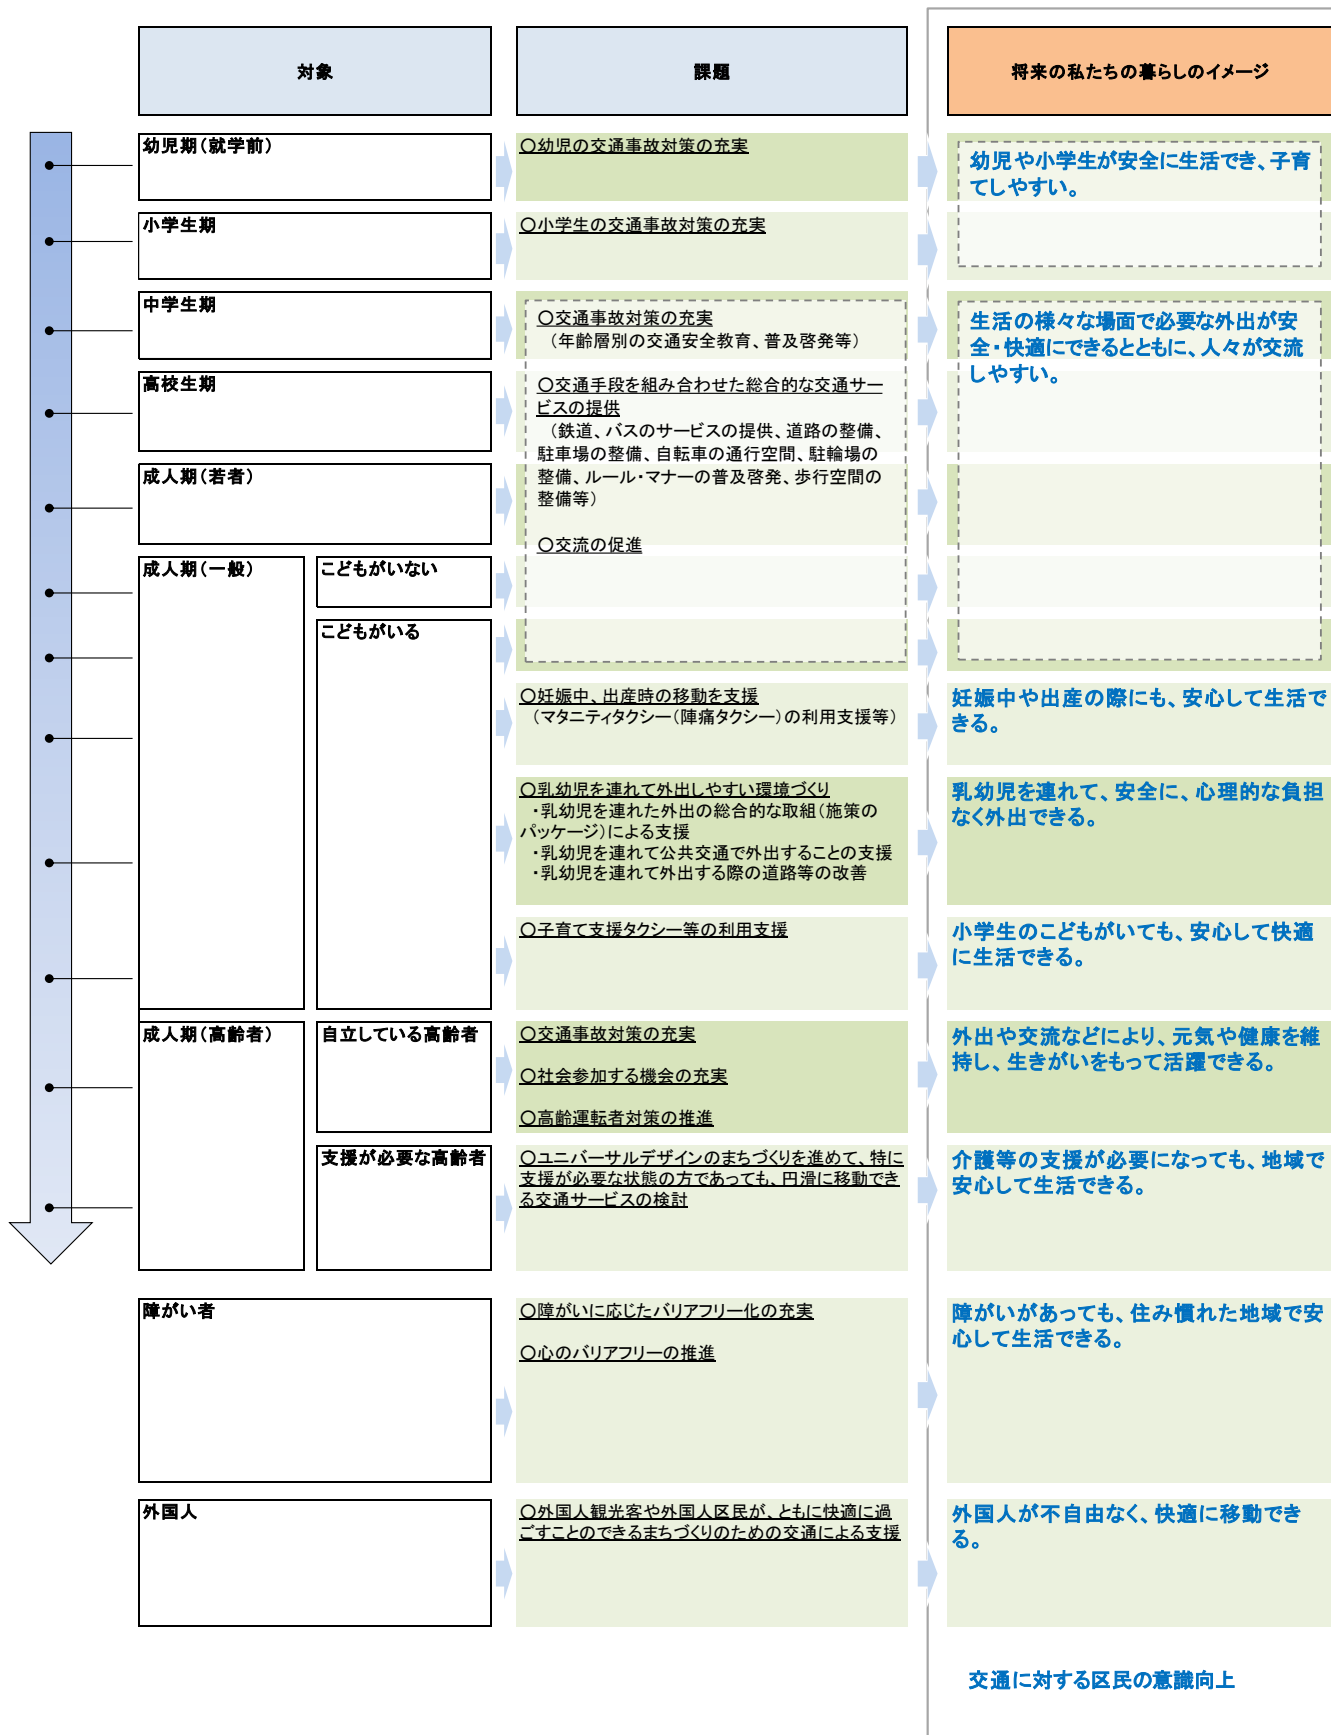 対象
課題
将来の私たちの暮らしのイメージ
幼児期（就学前）
○幼児の交通事故対策の充実
幼児や小学生が安全に生活でき、子育
てしやすい。
小学生期
○小学生の交通事故対策の充実
中学生期
○交通事故対策の充実
（年齢層別の交通安全教育、普及啓発等）
生活の様々な場面で必要な外出が安
全・快適にできるとともに、人々が交流
しやすい。
高校生期
○交通手段を組み合わせた総合的な交通サー
ビスの提供
（鉄道、バスのサービスの提供、道路の整備、
駐車場の整備、自転車の通行空間、駐輪場の
整備、ルール・マナーの普及啓発、歩行空間の
整備等）
成人期（若者）
○交流の促進
成人期（一般）
こどもがいない
こどもがいる
○妊娠中、出産時の移動を支援
（マタニティタクシー（陣痛タクシー）の利用支援等）
妊娠中や出産の際にも、安心して生活で
きる。
○乳幼児を連れて外出しやすい環境づくり
・乳幼児を連れた外出の総合的な取組（施策の
パッケージ）による支援
・乳幼児を連れて公共交通で外出することの支援
・乳幼児を連れて外出する際の道路等の改善
乳幼児を連れて、安全に、心理的な負担
なく外出できる。
○子育て支援タクシー等の利用支援
小学生のこどもがいても、安心して快適
に生活できる。
成人期（高齢者）
自立している高齢者
○交通事故対策の充実
○社会参加する機会の充実
○高齢運転者対策の推進
外出や交流などにより、元気や健康を維
持し、生きがいをもって活躍できる。
支援が必要な高齢者
○ユニバーサルデザインのまちづくりを進めて、特に
支援が必要な状態の方であっても、円滑に移動でき
る交通サービスの検討
介護等の支援が必要になっても、地域で
安心して生活できる。
障がい者
○障がいに応じたバリアフリー化の充実
○心のバリアフリーの推進
障がいがあっても、住み慣れた地域で安
心して生活できる。
外国人
○外国人観光客や外国人区民が、ともに快適に過
ごすことのできるまちづくりのための交通による支援
外国人が不自由なく、快適に移動でき
る。
交通に対する区民の意識向上